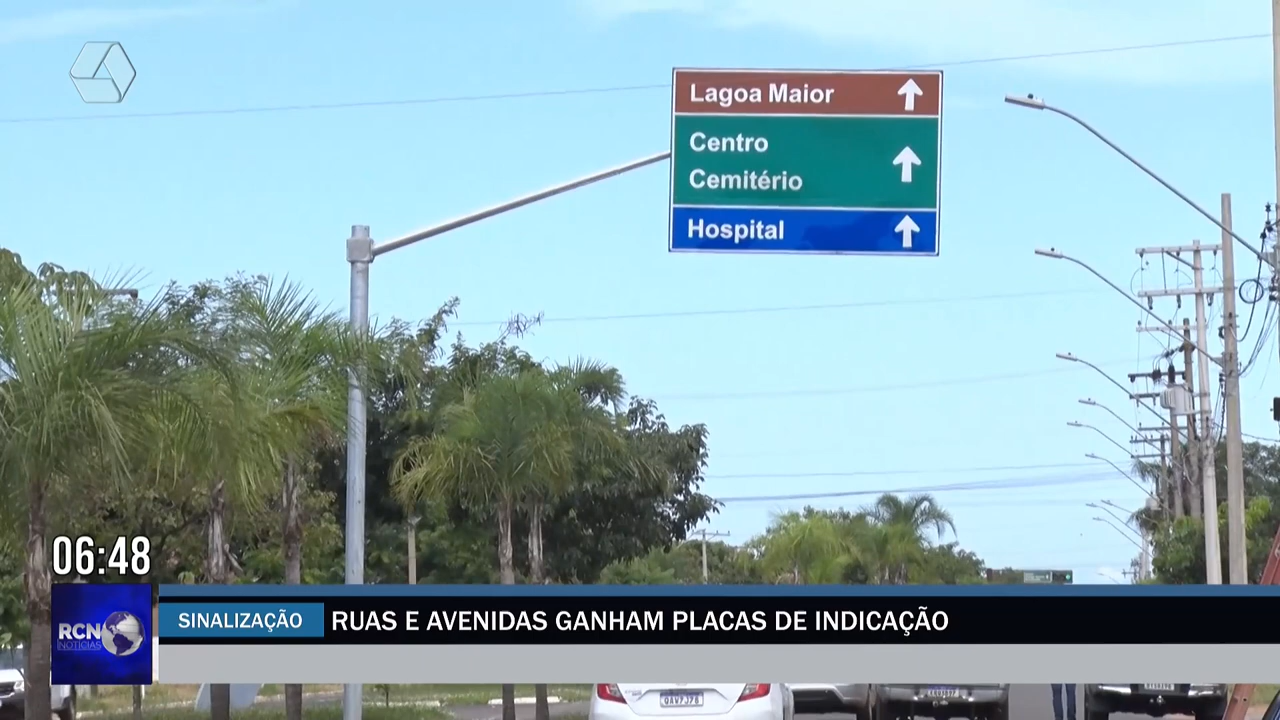 Lagoa Maior
Centro
Cemitério
Hospital
06:48
RCN
NOTÍCIAS
SINALIZAÇÃO
RUAS E AVENIDAS GANHAM PLACAS DE INDICAÇÃO